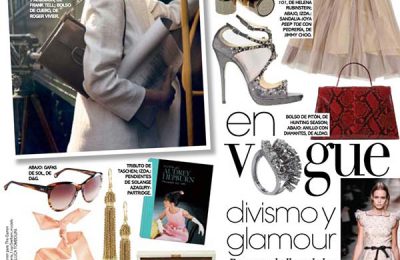 FRANK TELL; BOLSO
DE CUERO, DE
ROGER VIVIER.
TO1, DE HELENA
RUBINSTEIN;
ABAJO, IZDA.:
SANDALIA-JOYA
PEEP TOE CON
PEDRERÍA, DE
JIMMY CHOO.
BOLSO DE PITÓN, DE
HUNTING SEASON;
ABAJO: ANILLO CON
DIAMANTES, DE ALDAO.
en
vogue
divismo y
glamour
ABAJO: GAFAS
DE SOL, DE
D&G.
TRIBUTO DE
TASCHEN; IZDA.:
PENDIENTES
DE SOLANGE
AZAGURY-
PARTRIDGE.
AUDREY
HEPBURN